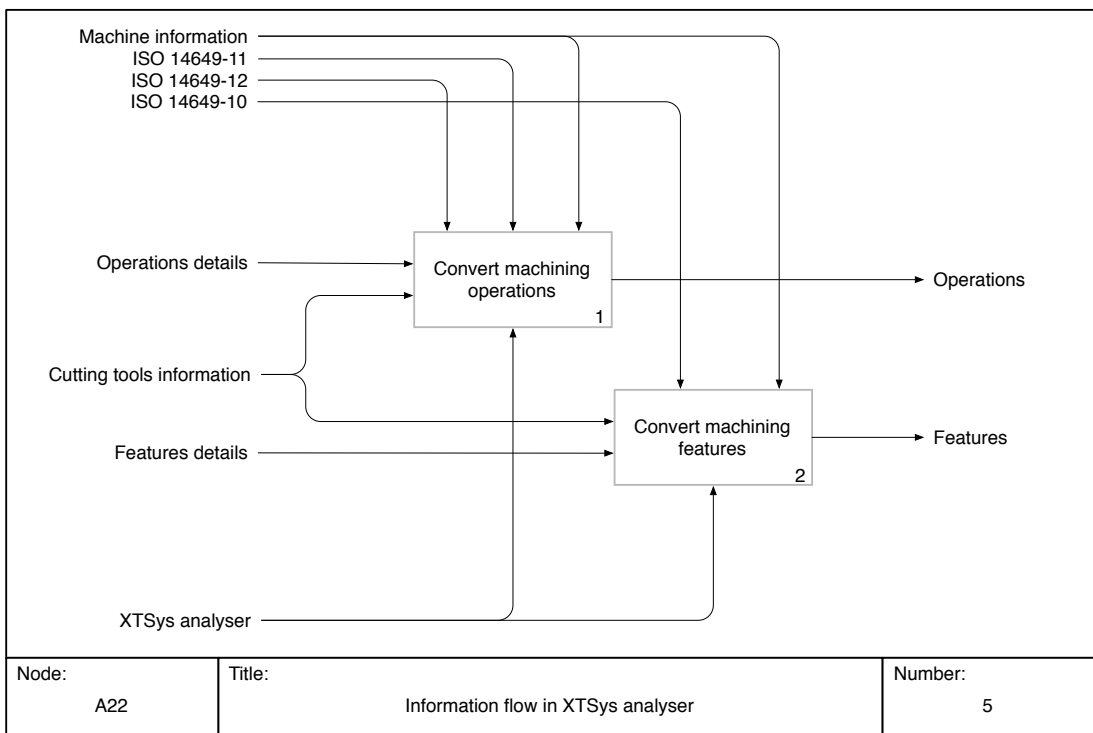 Machine information
ISO 14649-11
ISO 14649-12
ISO 14649-10
Operations details
Convert machining
operations
1
Operations
Cutting tools information
Convert machining
features
2
Features
Features details
XTSys analyser
Node:
A22
Title:
Information flow in XTSys analyser
Number:
5